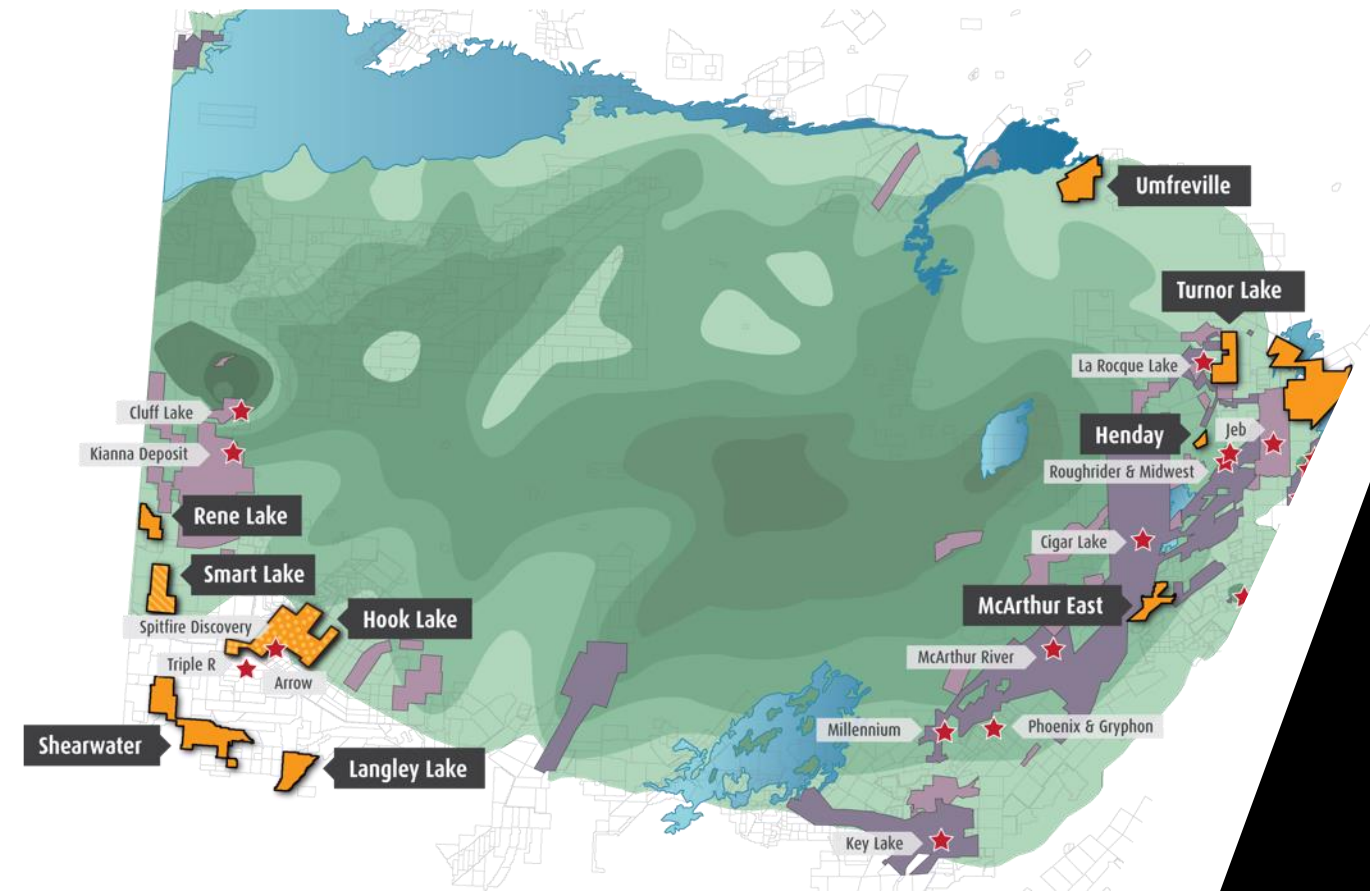 Umfreville
Turnor Lake
La Rocque Lake
Cluff Lake
Jeb
Henday
Kianna Deposit
Roughrider & Midwest
Rene Lake
Cigar Lake
Smart Lake
McArthur East
Hook Lake
Spitfire Discovery
McArthur River
Triple R
Arrow
Phoenix & Gryphon
Millennium
Shearwater
Langley Lake
Key Lake